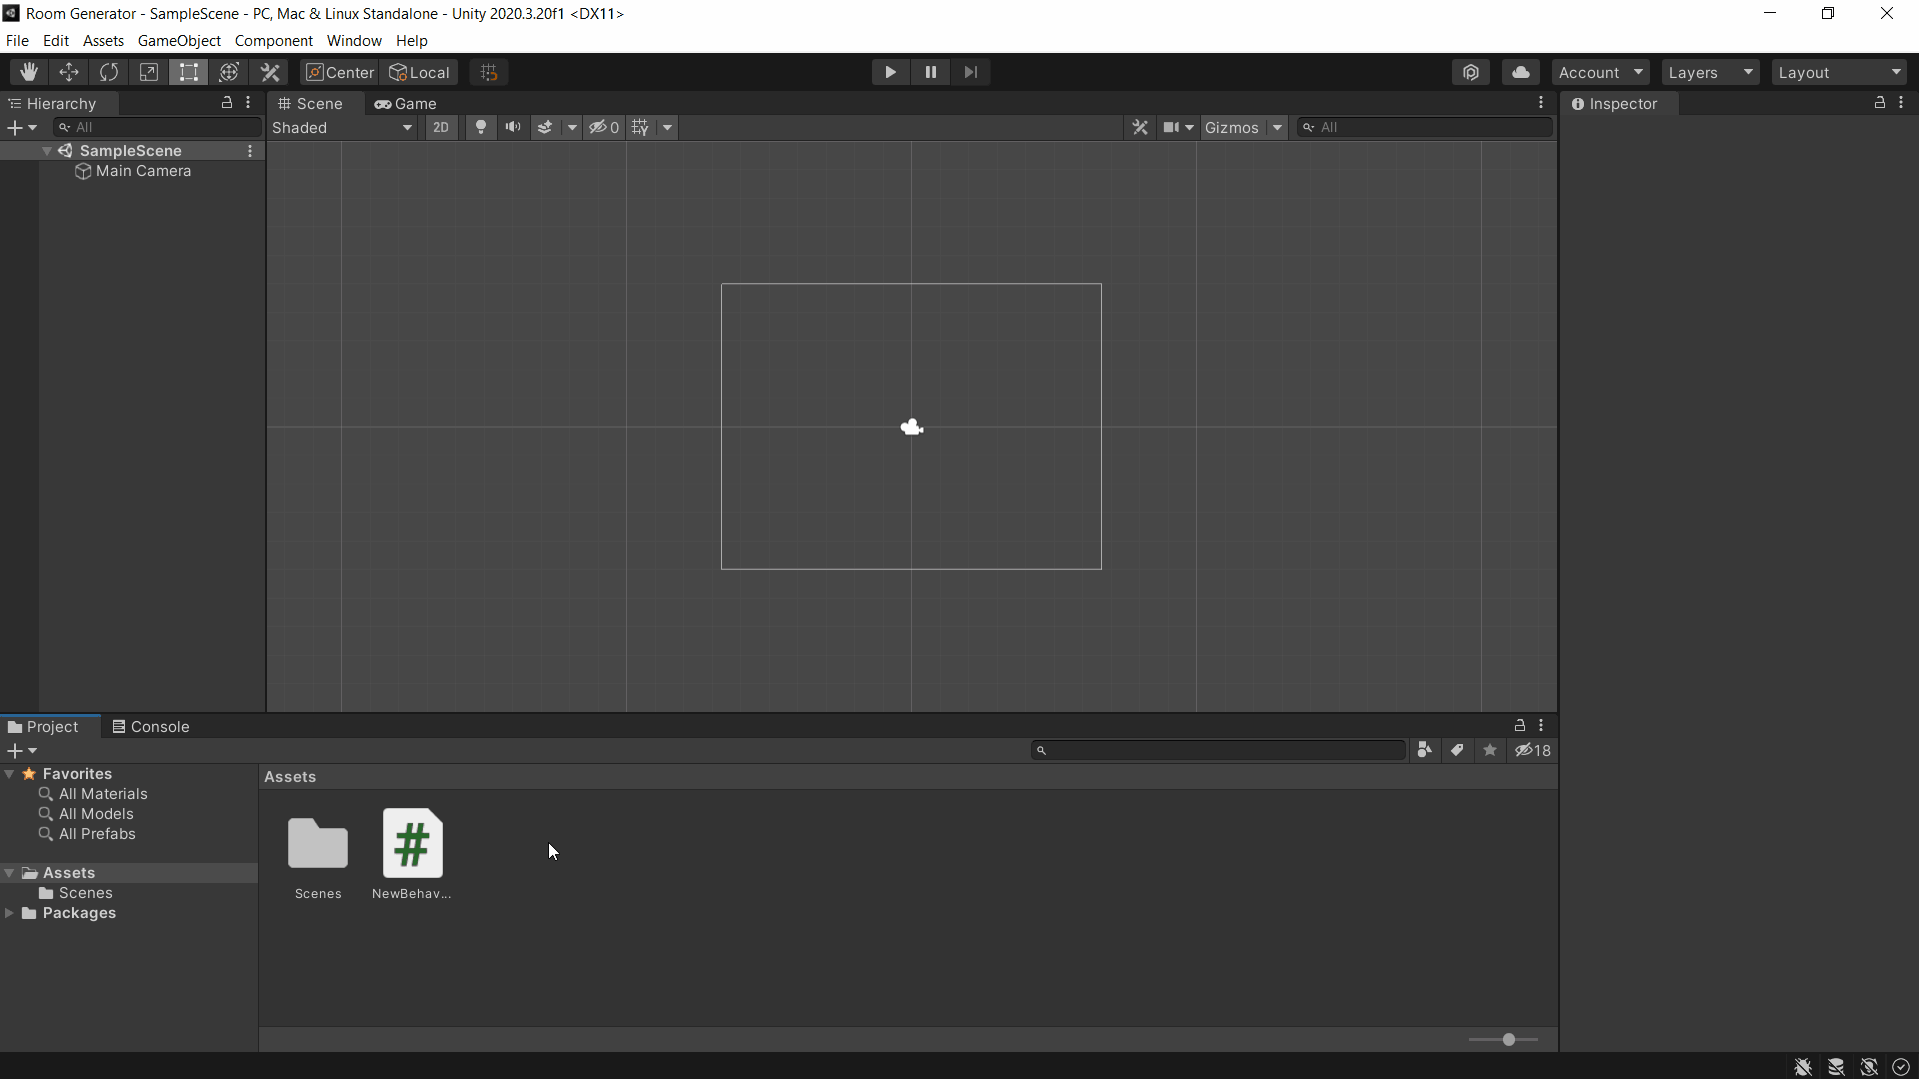 Room Generator - SampleScene - PC, Mac & Linux Standalone - Unity 2020.3.20f1 <DX11>
File Edit Assets GameObject Component Window Help
Center Local Account Layers Layout
Hierarchy Scene Game Inspector
All Shaded 2D 0 Gizmos All
SampleScene
Main Camera
Project Console
18
Favorites
All Materials
All Models
All Prefabs
Assets
Scenes
Packages
Assets
Scenes NewBehav...